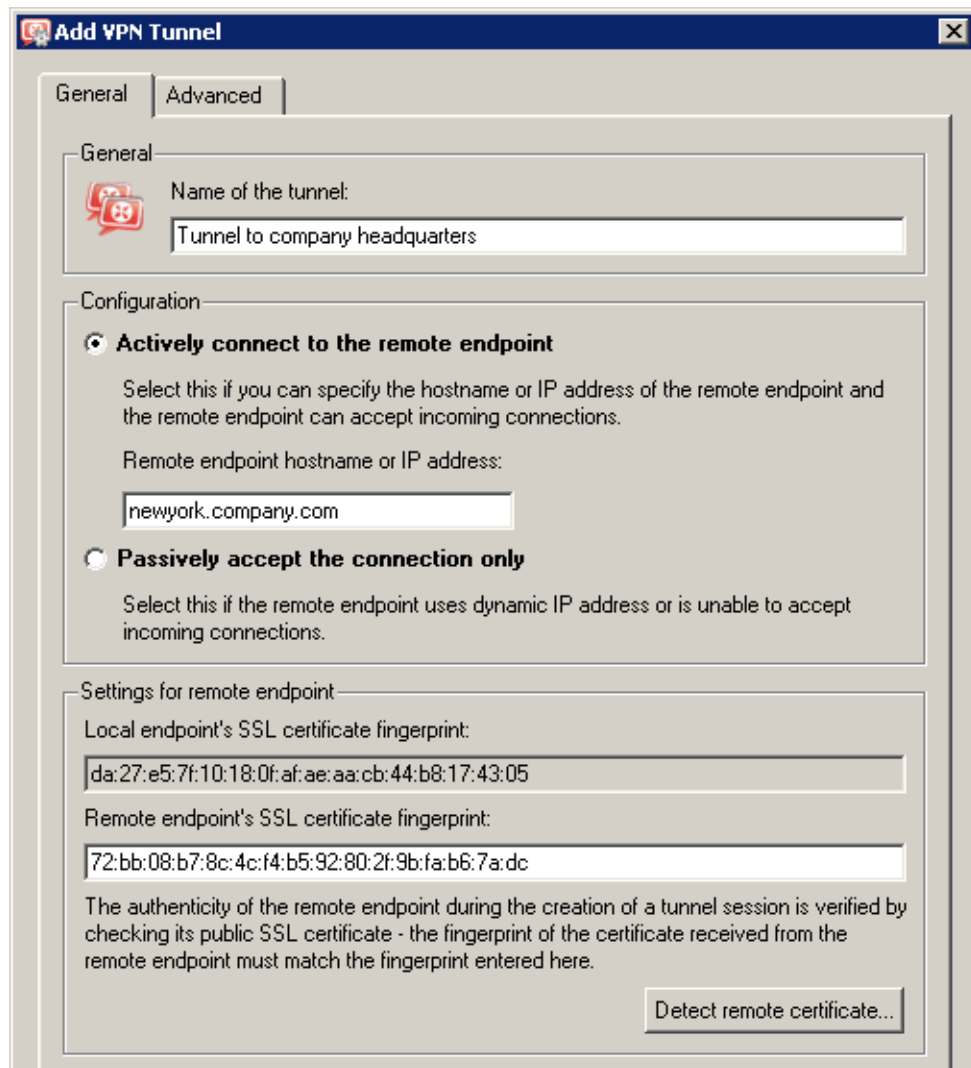 Add VPN Tunnel
General
Advanced
General
Name of the tunnel:
Tunnel to company headquarters
Configuration
Actively connect to the remote endpoint
Select this if you can specify the hostname or IP address of the remote endpoint and
the remote endpoint can accept incoming connections.
Remote endpoint hostname or IP address:
newyork.company.com
Passively accept the connection only
Select this if the remote endpoint uses dynamic IP address or is unable to accept
incoming connections.
Settings for remote endpoint
Local endpoint's SSL certificate fingerprint:
da:27:e5:7f:10:18:0f:af:ae:aa:cb:44:b8:17:43:05
Remote endpoint's SSL certificate fingerprint:
72:bb:08:b7:8c:4c:f4:b5:92:80:2f:9b:fa:b6:7a:dc
The authenticity of the remote endpoint during the creation of a tunnel session is verified by
checking its public SSL certificate - the fingerprint of the certificate received from the
remote endpoint must match the fingerprint entered here.
Detect remote certificate...